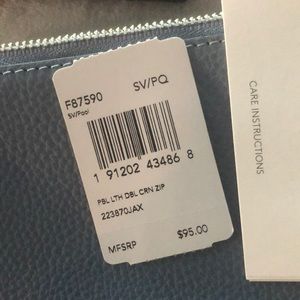 F87590 SV/PQ
SV/Pool
1 91202 43486 8
PBL LTH DBL CRN ZIP
223870JAX
MFSRP $95.00
CARE INSTRUCTIONS